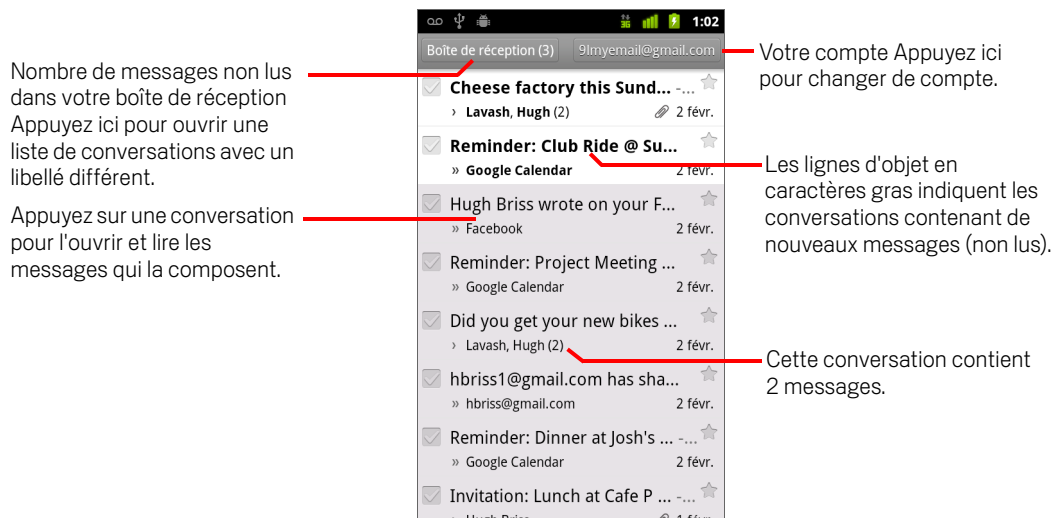 3G 1:02
Boîte de réception (3) 9lmyemail@gmail.com
Nombre de messages non lus
dans votre boîte de réception
Appuyez ici pour ouvrir une
liste de conversations avec un
libellé différent.
Appuyez sur une conversation
pour l'ouvrir et lire les
messages qui la composent.
Cheese factory this Sund... -...
› Lavash, Hugh (2) 2 févr.
Reminder: Club Ride @ Su...
» Google Calendar 2 févr.
Hugh Briss wrote on your F...
» Facebook 2 févr.
Reminder: Project Meeting ...
» Google Calendar 2 févr.
Did you get your new bikes ...
› Lavash, Hugh (2) 2 févr.
hbriss1@gmail.com has sha...
» hbriss@gmail.com 2 févr.
Reminder: Dinner at Josh's ... -...
» Google Calendar 2 févr.
Invitation: Lunch at Cafe P ... -...
Hugh Briss 1 févr.
Votre compte Appuyez ici
pour changer de compte.
Les lignes d'objet en
caractères gras indiquent les
conversations contenant de
nouveaux messages (non lus).
Cette conversation contient
2 messages.